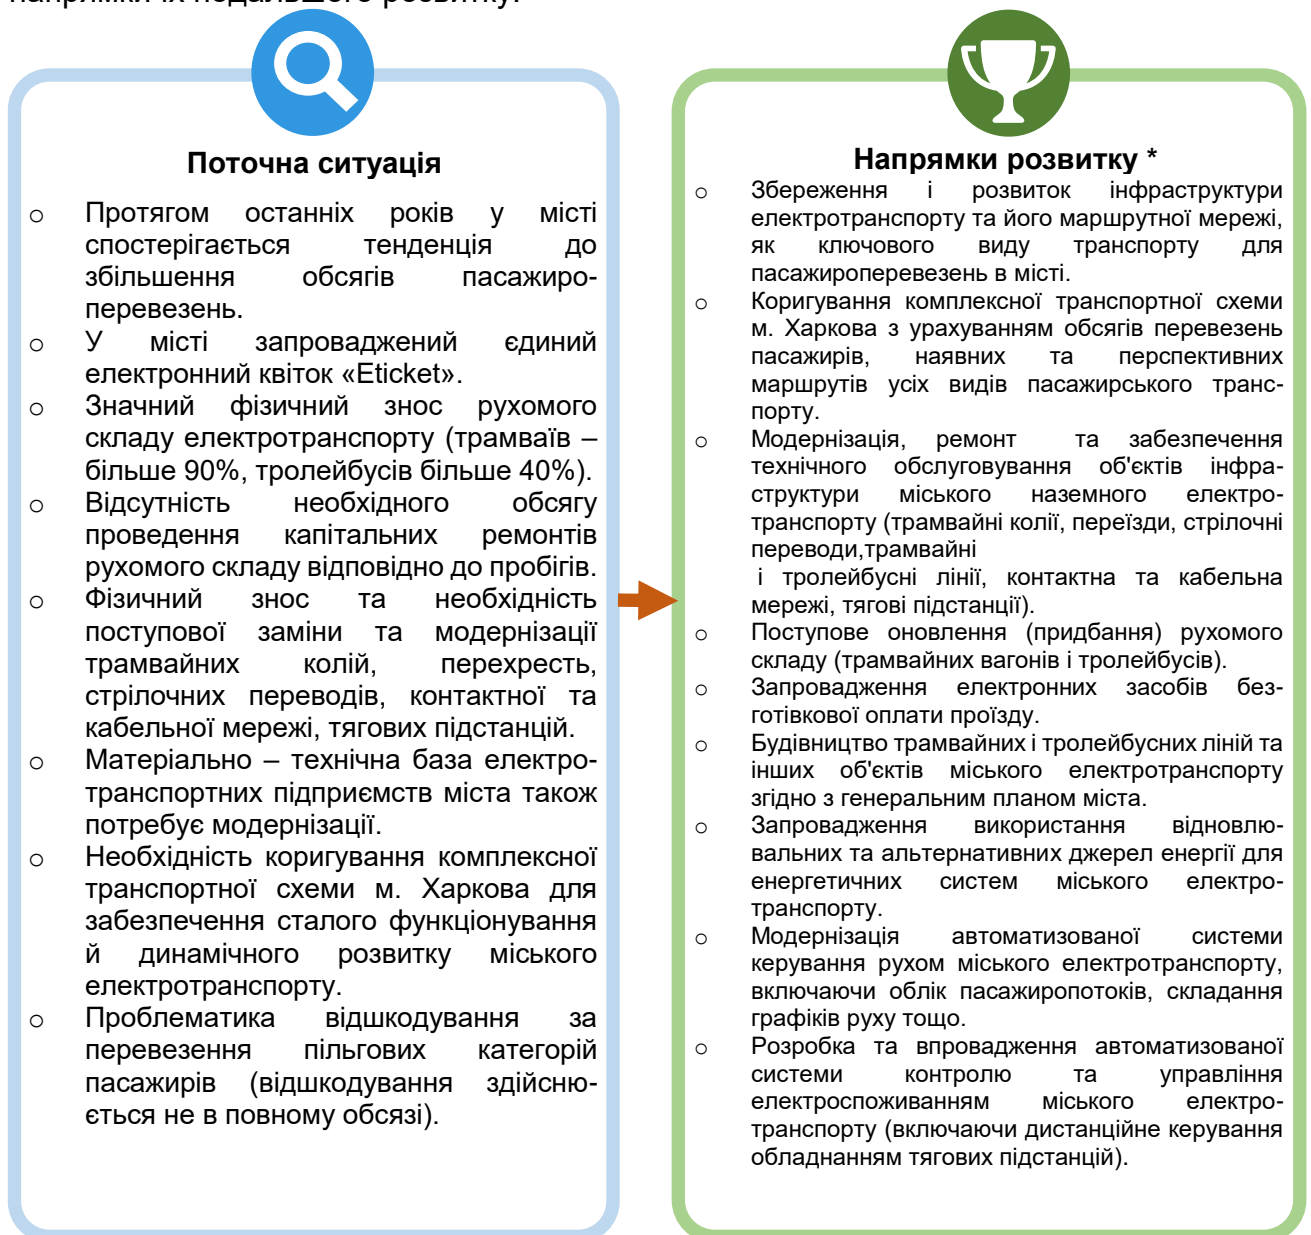 напрямки їх подальшого розвитку.
Поточна ситуація
o Протягом останніх років у місті
спостерігається тенденція до
збільшення обсягів пасажиро-
перевезень.
o У місті запроваджений єдиний
електронний квіток «Eticket».
o Значний фізичний знос рухомого
складу електротранспорту (трамваїв –
більше 90%, тролейбусів більше 40%).
o Відсутність необхідного обсягу
проведення капітальних ремонтів
рухомого складу відповідно до пробігів.
o Фізичний знос та необхідність
поступової заміни та модернізації
трамвайних колій, перехресть,
стрілочних переводів, контактної та
кабельної мережі, тягових підстанцій.
o Матеріально – технічна база електро-
транспортних підприємств міста також
потребує модернізації.
o Необхідність коригування комплексної
транспортної схеми м. Харкова для
забезпечення сталого функціонування
й динамічного розвитку міського
електротранспорту.
o Проблематика відшкодування за
перевезення пільгових категорій
пасажирів (відшкодування здійсню-
ється не в повному обсязі).
Напрямки розвитку *
o Збереження і розвиток інфраструктури
електротранспорту та його маршрутної мережі,
як ключового виду транспорту для
пасажироперевезень в місті.
o Коригування комплексної транспортної схеми
м. Харкова з урахуванням обсягів перевезень
пасажирів, наявних та перспективних
маршрутів усіх видів пасажирського транс-
порту.
o Модернізація, ремонт та забезпечення
технічного обслуговування об'єктів інфра-
структури міського наземного електро-
транспорту (трамвайні колії, переїзди, стрілочні
переводи,трамвайні
і тролейбусні лінії, контактна та кабельна
мережі, тягові підстанції).
o Поступове оновлення (придбання) рухомого
складу (трамвайних вагонів і тролейбусів).
o Запровадження електронних засобів без-
готівкової оплати проїзду.
o Будівництво трамвайних і тролейбусних ліній та
інших об'єктів міського електротранспорту
згідно з генеральним планом міста.
o Запровадження використання відновлю-
вальних та альтернативних джерел енергії для
енергетичних систем міського електро-
транспорту.
o Модернізація автоматизованої системи
керування рухом міського електротранспорту,
включаючи облік пасажиропотоків, складання
графіків руху тощо.
o Розробка та впровадження автоматизованої
системи контролю та управління
електроспоживанням міського електро-
транспорту (включаючи дистанційне керування
обладнанням тягових підстанцій).